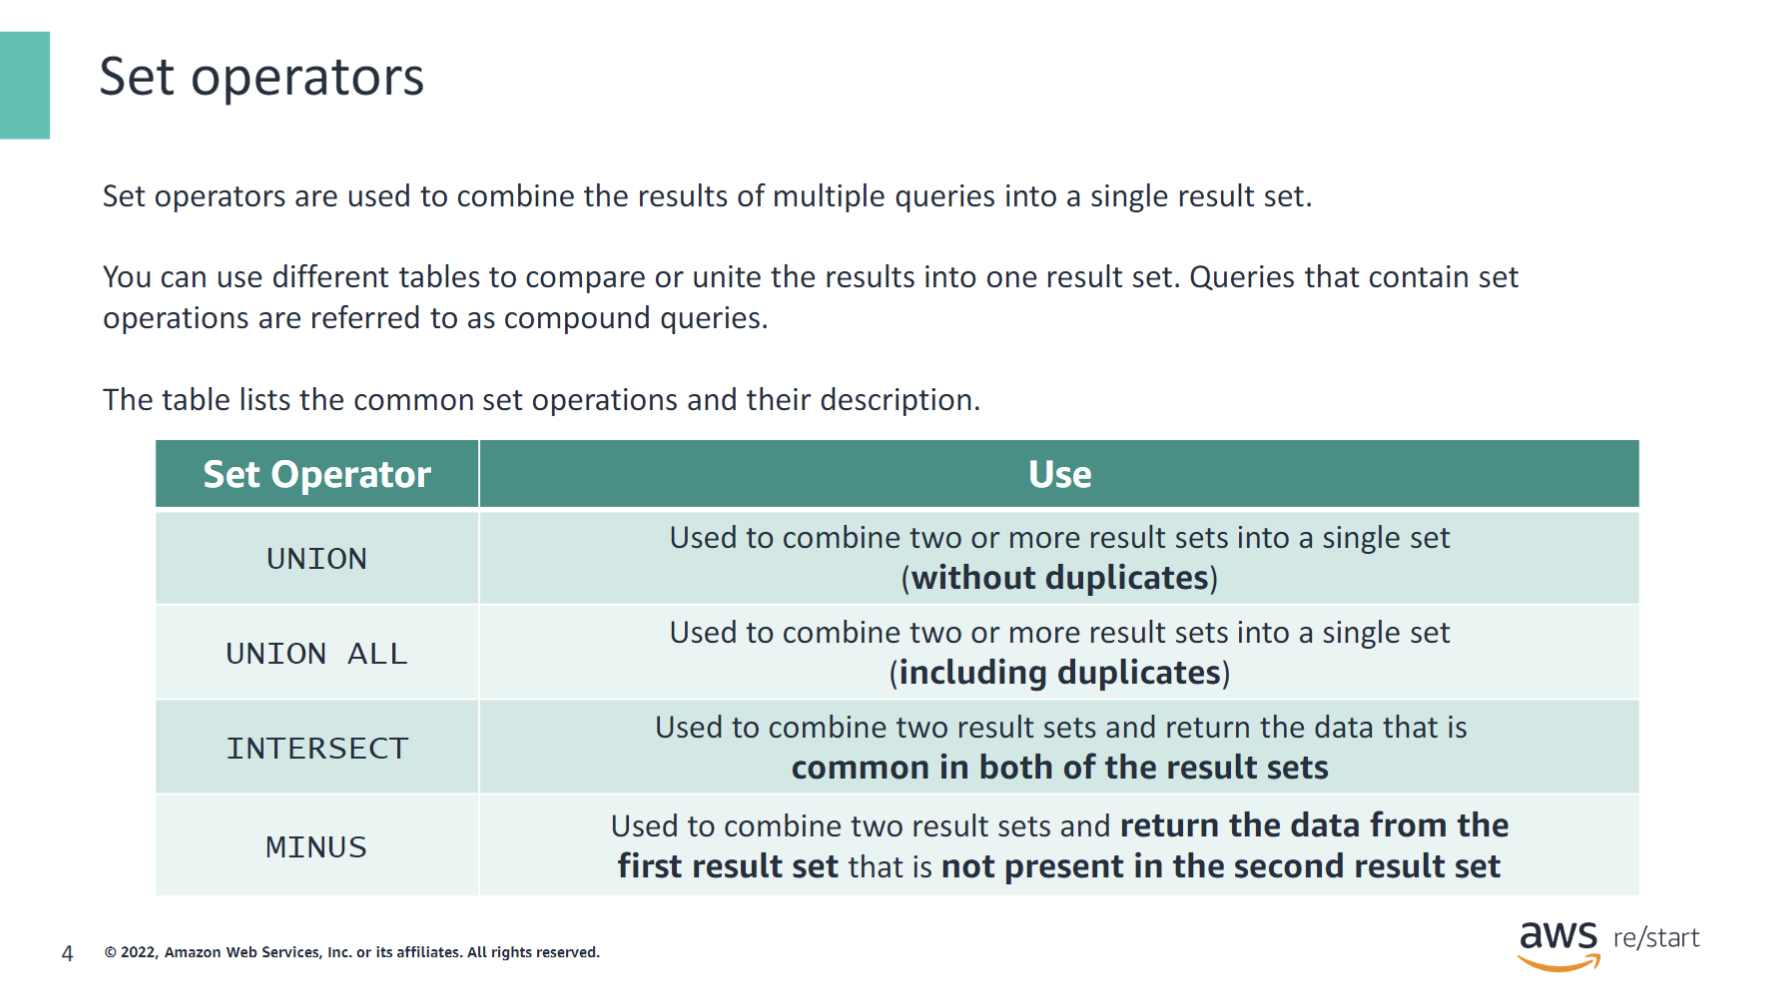 Set operators
Set operators are used to combine the results of multiple queries into a single result set.
You can use different tables to compare or unite the results into one result set. Queries that contain set
operations are referred to as compound queries.
The table lists the common set operations and their description.
Set Operator
Use
UNION
Used to combine two or more result sets into a single set
(without duplicates)
UNION ALL
Used to combine two or more result sets into a single set
(including duplicates)
INTERSECT
Used to combine two result sets and return the data that is
common in both of the result sets
MINUS
Used to combine two result sets and return the data from the
first result set that is not present in the second result set
4
© 2022, Amazon Web Services, Inc. or its affiliates. All rights reserved.
aws re/start